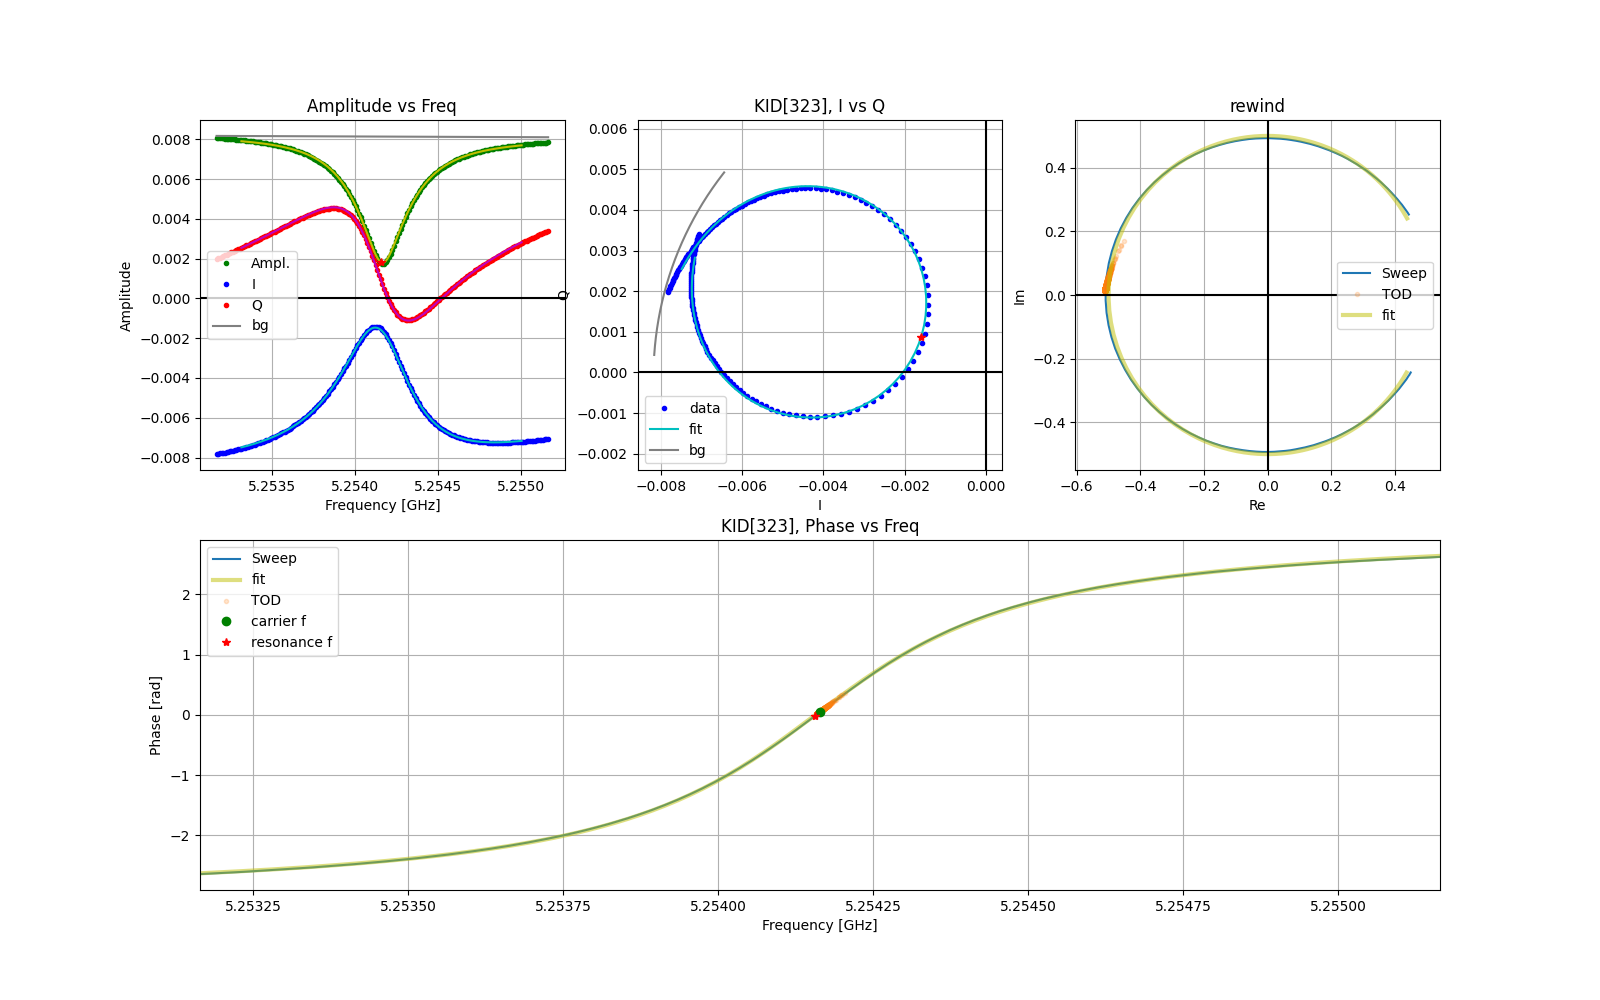 Amplitude vs Freq
0.008
0.006
0.004
0.002
0.000
−0.002
−0.004
−0.006
−0.008
Amplitude
Ampl.
I
Q
bg
5.2535
5.2540
5.2545
5.2550
Frequency [GHz]
KID[323], I vs Q
0.006
0.005
0.004
0.003
0.002
0.001
0.000
−0.001
−0.002
Q
data
fit
bg
−0.008
−0.006
−0.004
−0.002
0.000
I
rewind
0.4
0.2
0.0
−0.2
−0.4
Im
Sweep
TOD
fit
−0.6
−0.4
−0.2
0.0
0.2
0.4
Re
KID[323], Phase vs Freq
2
1
0
−1
−2
Phase [rad]
Sweep
fit
TOD
carrier f
resonance f
5.25325
5.25350
5.25375
5.25400
5.25425
5.25450
5.25475
5.25500
Frequency [GHz]